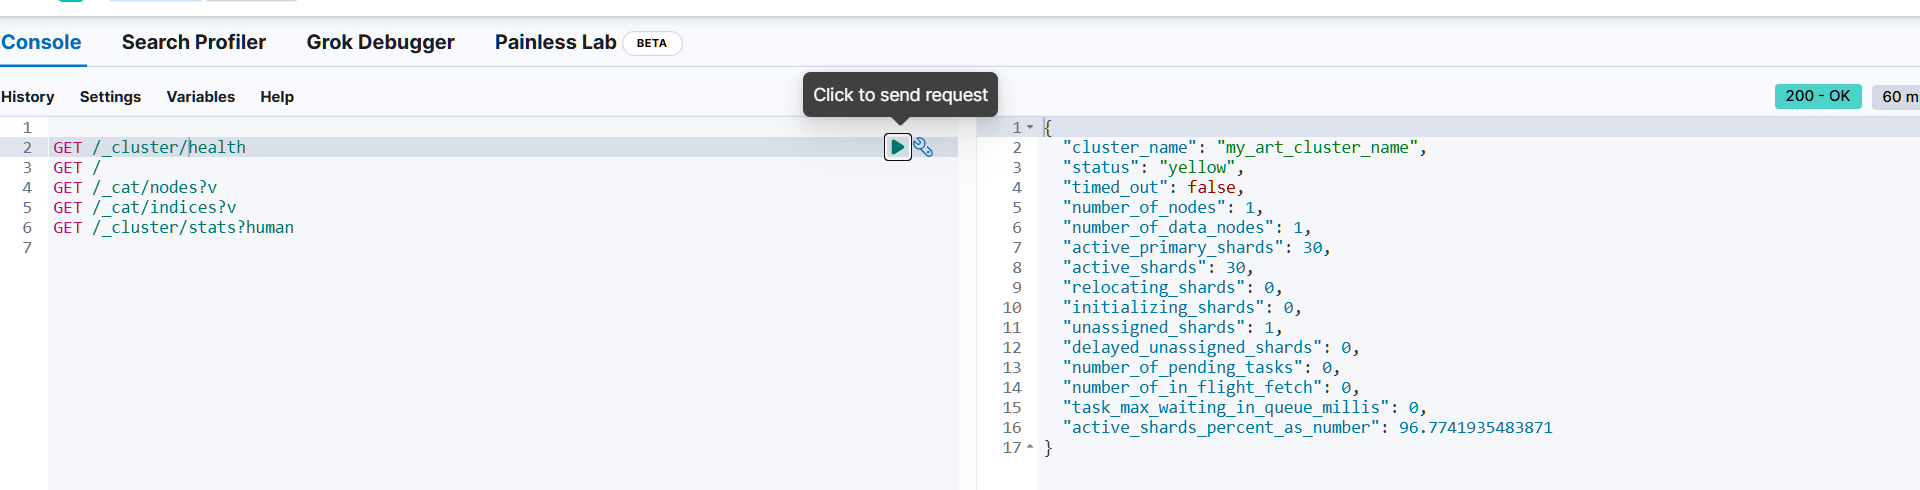 Console Search Profiler Grok Debugger Painless Lab BETA
History Settings Variables Help
Click to send request
200 - OK 60 m
1
2 GET /_cluster/health
3 GET /
4 GET /_cat/nodes?v
5 GET /_cat/indices?v
6 GET /_cluster/stats?human
7
1 {
2 "cluster_name": "my_art_cluster_name",
3 "status": "yellow",
4 "timed_out": false,
5 "number_of_nodes": 1,
6 "number_of_data_nodes": 1,
7 "active_primary_shards": 30,
8 "active_shards": 30,
9 "relocating_shards": 0,
10 "initializing_shards": 0,
11 "unassigned_shards": 1,
12 "delayed_unassigned_shards": 0,
13 "number_of_pending_tasks": 0,
14 "number_of_in_flight_fetch": 0,
15 "task_max_waiting_in_queue_millis": 0,
16 "active_shards_percent_as_number": 96.7741935483871
17 }